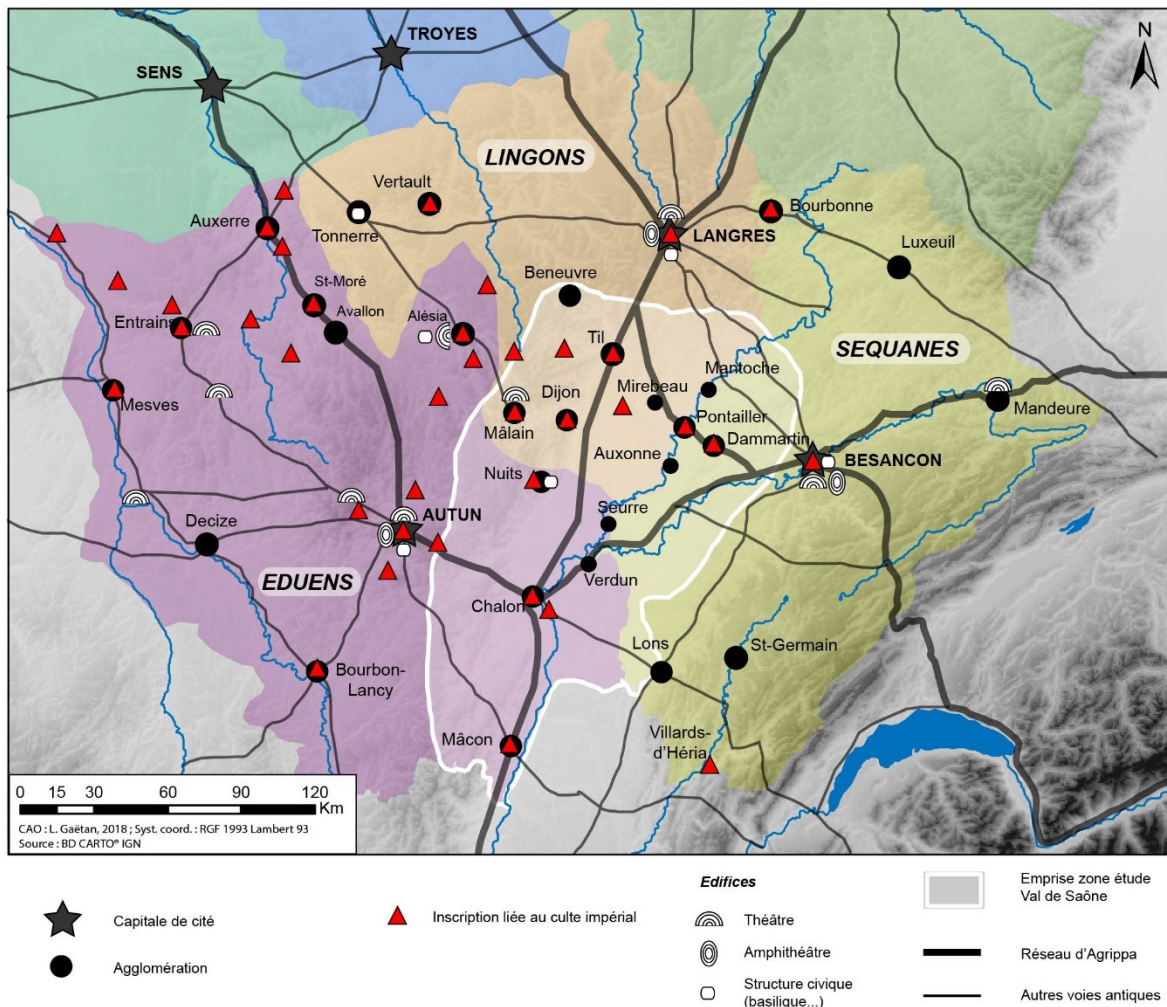 TROYES
N
SENS
LINGONS
Vertault
Auxerre
Tonnerre
Bourbonne
LANGRES
Luxeuil
Beneuvre
St-Moré
Avallon
Alésia
Entrains
Til
SEQUANES
Mantoche
Mirebeau
Mesves
Dijon
Mandeure
Pontailler
Mâlain
Dammartin
Auxonne
BESANCON
Nuits
AUTUN
Seurre
Decize
Verdun
EDUENS
Chalon
Lons
St-Germain
Bourbon-
Lancy
Villards-
d'Héria
Mâcon
0 15 30 60 90 120
Km
CAO : L. Gaëtan, 2018 ; Syst. coord. : RGF 1993 Lambert 93
Source : BD CARTO® IGN
Capitale de cité
Agglomération
Inscription liée au culte impérial
Edifices
Théâtre
Amphithéâtre
Structure civique
(basilique...)
Emprise zone étude
Val de Saône
Réseau d'Agrippa
Autres voies antiques